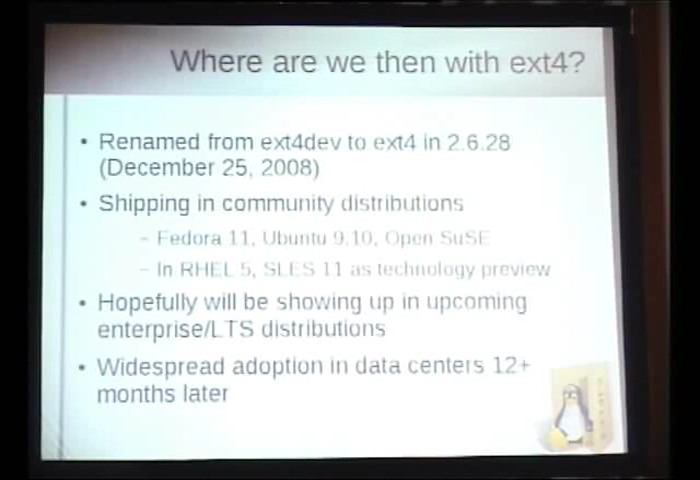 Where are we then with ext4?
• Renamed from ext4dev to ext4 in 2.6.28
(December 25, 2008)
• Shipping in community distributions
– Fedora 11, Ubuntu 9.10, Open SuSE
– In RHEL 5, SLES 11 as technology preview
• Hopefully will be showing up in upcoming
enterprise/LTS distributions
• Widespread adoption in data centers 12+
months later